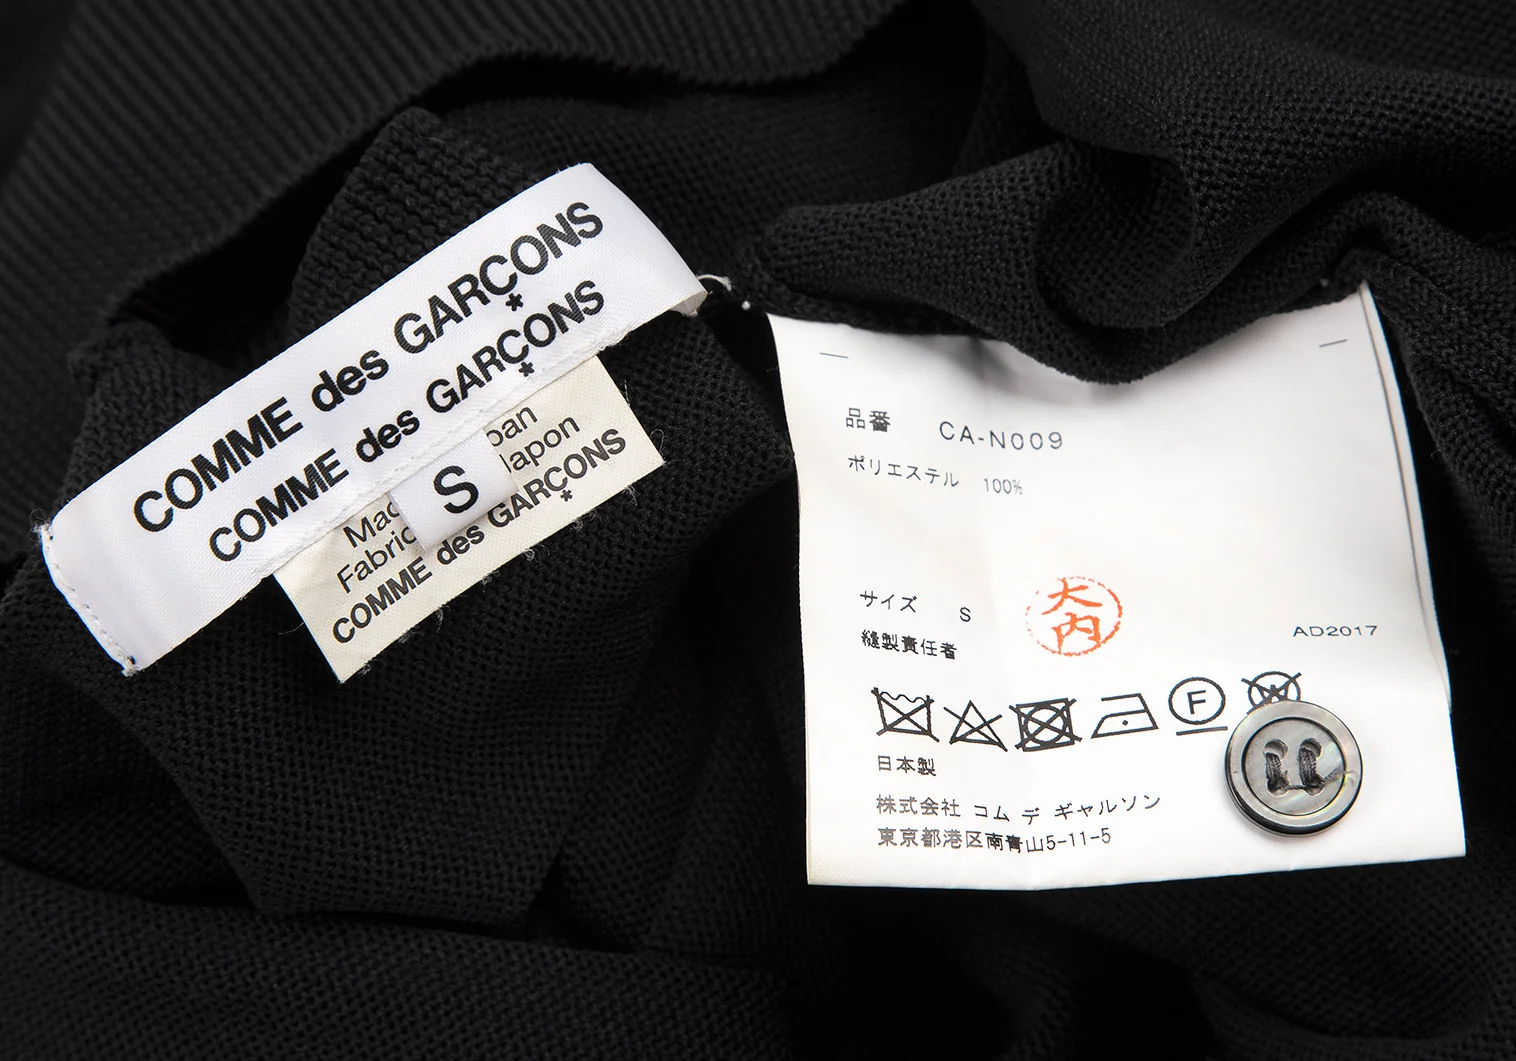 COMME des GARÇONS
COMME des GARÇONS
S
COMME des GARÇONS
品番 CA-N009
ポリエステル 100%
サイズ S
大内
縫製責任者
AD2017
F
W
日本製
株式会社 コム デ ギャルソン
東京都港区南青山5-11-5